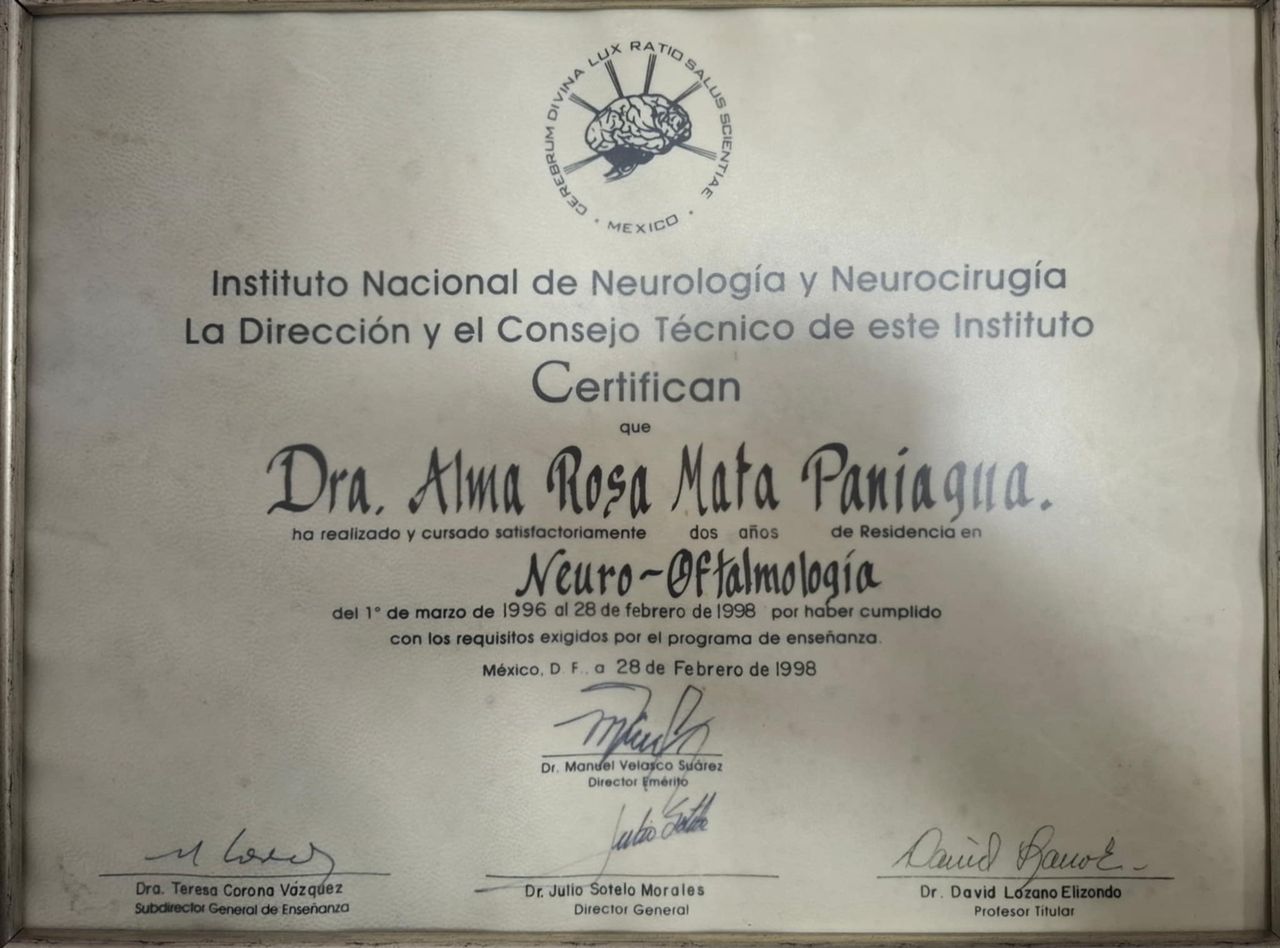 CEREBRUM DIVINA LUX RATIO SALUS SCIENTIAE
· MEXICO ·
Instituto Nacional de Neurología y Neurocirugía
La Dirección y el Consejo Técnico de este Instituto
Certifican
que
Dra. Alma Rosa Mata Paniagua.
ha realizado y cursado satisfactoriamente dos años de Residencia en
Neuro-Oftalmología
del 1° de marzo de 1996 al 28 de febrero de 1998 por haber cumplido
con los requisitos exigidos por el programa de enseñanza.
México, D. F., a 28 de Febrero de 1998
Dr. Manuel Velasco Suárez
Director Emérito
Julio Sotelo
Dra. Teresa Corona Vázquez
Subdirector General de Enseñanza
Dr. Julio Sotelo Morales
Director General
David Lozano E.
Dr. David Lozano Elizondo
Profesor Titular